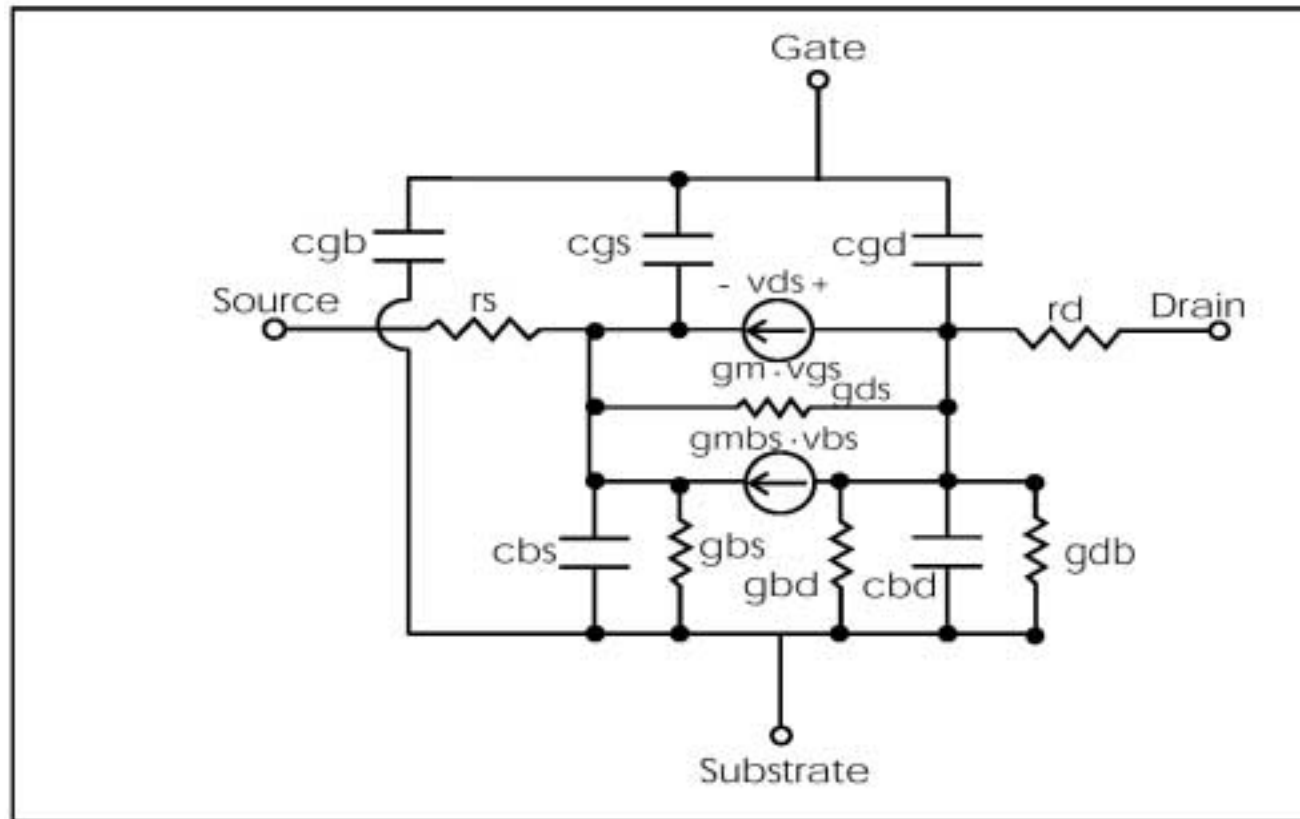 Gate
cgb
cgs
cgd
- vds +
Source
rs
rd
Drain
gm · vgs
gds
gmbs · vbs
cbs
gbs
gbd
cbd
gdb
Substrate